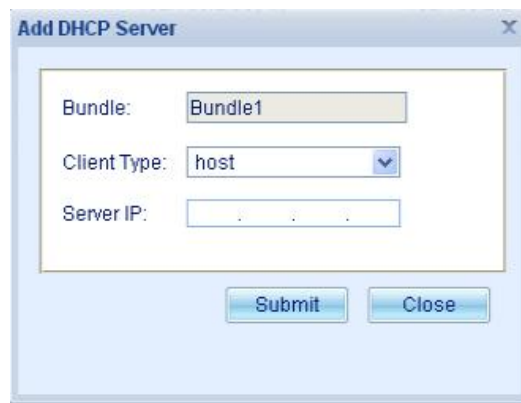 Add DHCP Server X
Bundle: Bundle1
Client Type: host
Server IP: . . .
Submit Close